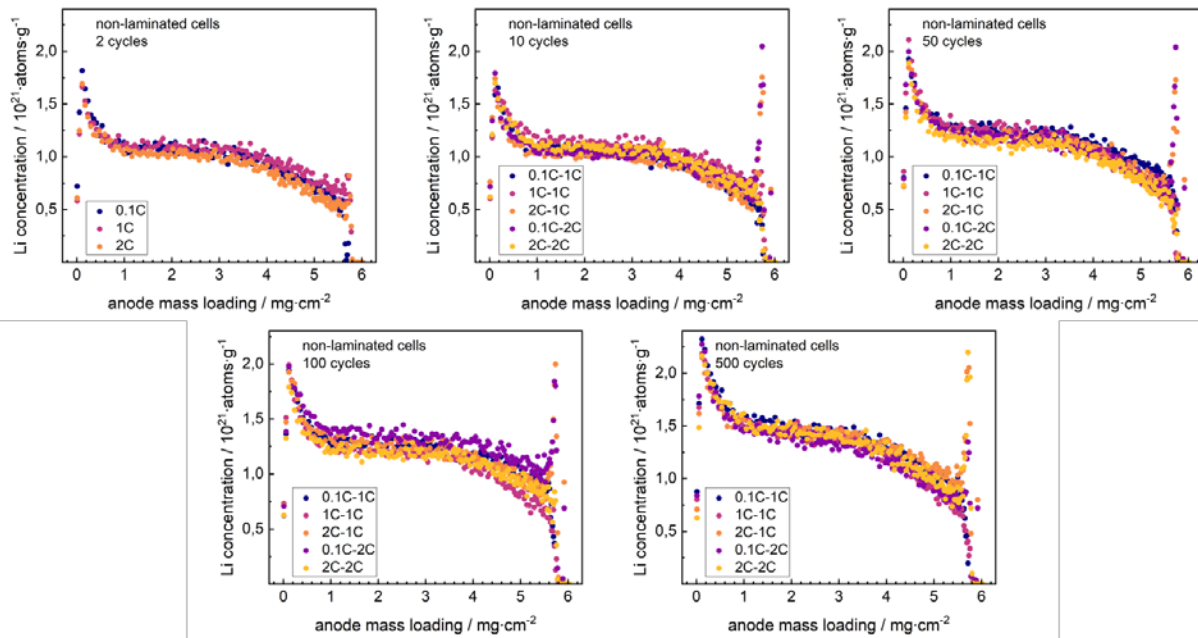 non-laminated cells
2 cycles
2,0
1,5
1,0
0,5
Li concentration / 10²¹·atoms·g⁻¹
0.1C
1C
2C
0 1 2 3 4 5 6
anode mass loading / mg·cm⁻²
non-laminated cells
10 cycles
2,0
1,5
1,0
0,5
Li concentration / 10²¹·atoms·g⁻¹
0.1C-1C
1C-1C
2C-1C
0.1C-2C
2C-2C
0 1 2 3 4 5 6
anode mass loading / mg·cm⁻²
non-laminated cells
50 cycles
2,0
1,5
1,0
0,5
Li concentration / 10²¹·atoms·g⁻¹
0.1C-1C
1C-1C
2C-1C
0.1C-2C
2C-2C
0 1 2 3 4 5 6
anode mass loading / mg·cm⁻²
non-laminated cells
100 cycles
2,0
1,5
1,0
0,5
Li concentration / 10²¹·atoms·g⁻¹
0.1C-1C
1C-1C
2C-1C
0.1C-2C
2C-2C
0 1 2 3 4 5 6
anode mass loading / mg·cm⁻²
non-laminated cells
500 cycles
2,0
1,5
1,0
0,5
Li concentration / 10²¹·atoms·g⁻¹
0.1C-1C
1C-1C
2C-1C
0.1C-2C
2C-2C
0 1 2 3 4 5 6
anode mass loading / mg·cm⁻²